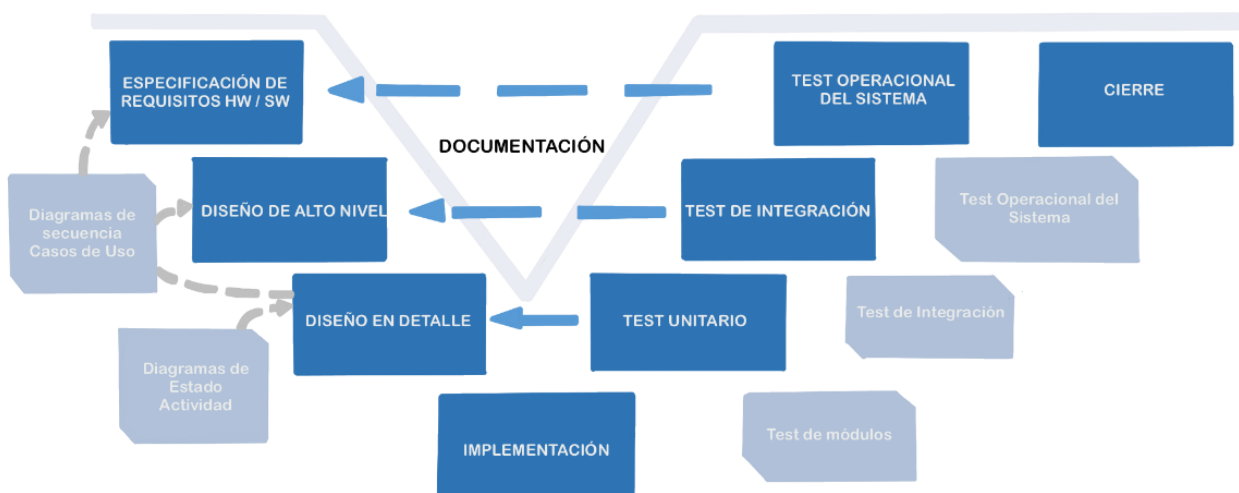 ESPECIFICACIÓN DE
REQUISITOS HW / SW
TEST OPERACIONAL
DEL SISTEMA
CIERRE
DOCUMENTACIÓN
Diagramas de
secuencia
Casos de Uso
DISEÑO DE ALTO NIVEL
TEST DE INTEGRACIÓN
Test Operacional del
Sistema
DISEÑO EN DETALLE
TEST UNITARIO
Test de Integración
Diagramas de
Estado
Actividad
IMPLEMENTACIÓN
Test de módulos